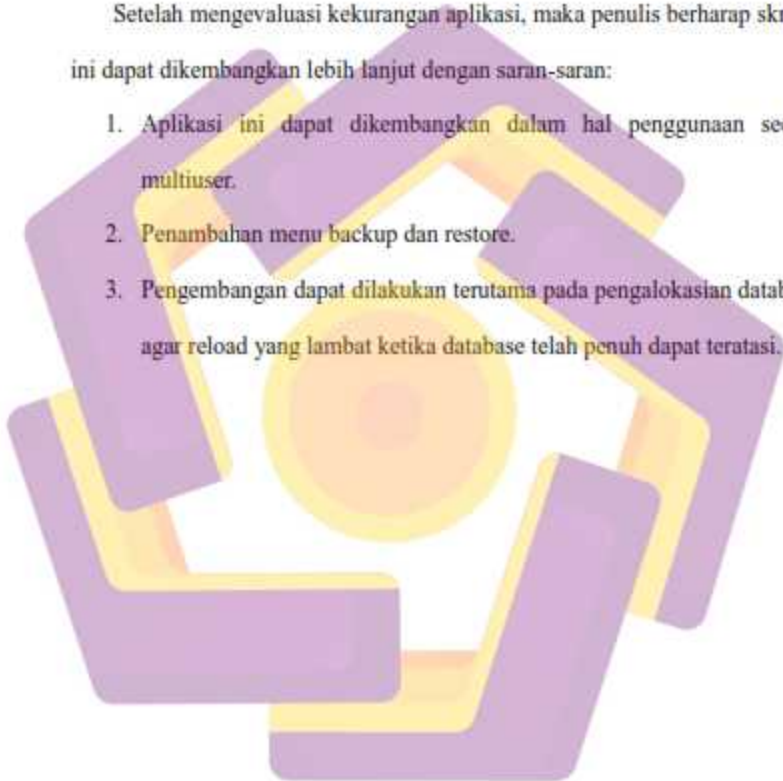 Setelah mengevaluasi kekurangan aplikasi, maka penulis berharap
ini dapat dikembangkan lebih lanjut dengan saran-saran:
1. Aplikasi ini dapat dikembangkan dalam hal penggunaan
multiuser.
2. Penambahan menu backup dan restore.
3. Pengembangan dapat dilakukan terutama pada pengalokasian
agar reload yang lambat ketika database telah penuh dapat teratasi.